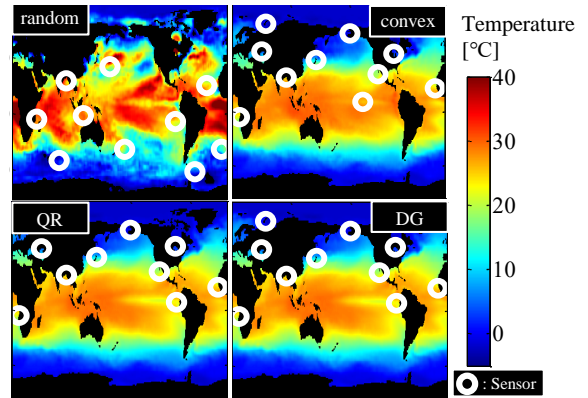 random
convex
QR
DG
Temperature
[℃]
40
30
20
10
0
: Sensor